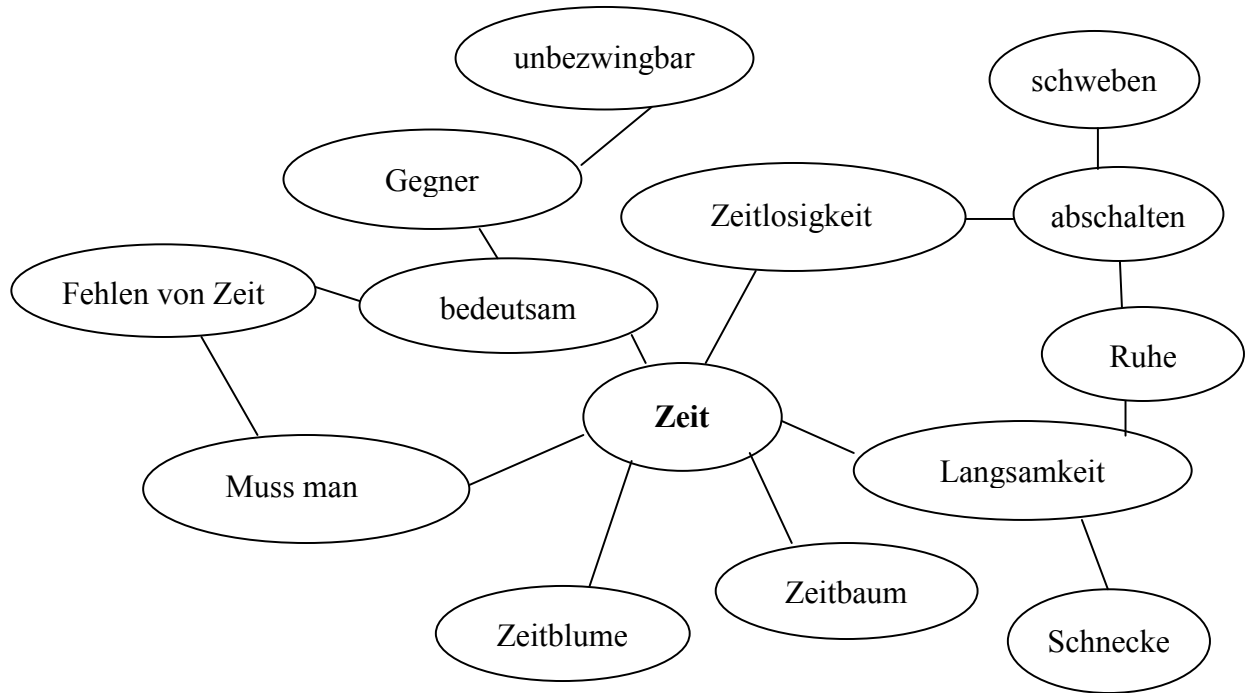 unbezwingbar
schweben
Gegner
Zeitlosigkeit
abschalten
Fehlen von Zeit
bedeutsam
Ruhe
Zeit
Langsamkeit
Muss man
Zeitbaum
Zeitblume
Schnecke